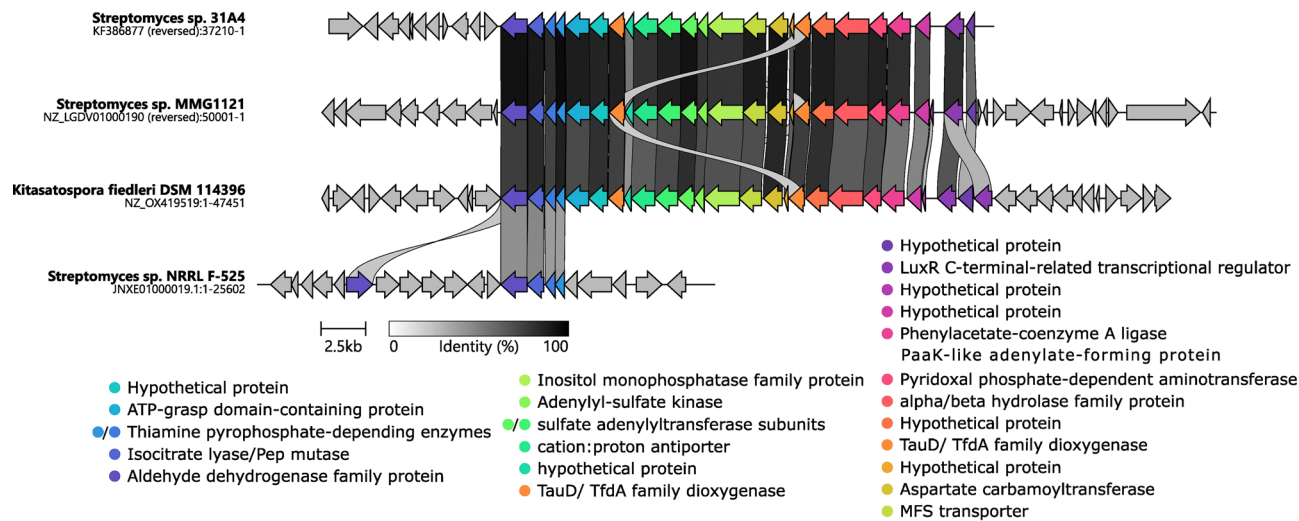 Streptomyces sp. 31A4
KF386877 (reversed):37210-1
Streptomyces sp. MMG1121
NZ_LGDV01000190 (reversed):50001-1
Kitasatospora fiedleri DSM 114396
NZ_OX419519:1-47451
Streptomyces sp. NRRL F-525
JNXE01000019.1:1-25602
2.5kb
0 Identity (%) 100
Hypothetical protein
ATP-grasp domain-containing protein
/ Thiamine pyrophosphate-depending enzymes
Isocitrate lyase/Pep mutase
Aldehyde dehydrogenase family protein
Inositol monophosphatase family protein
Adenylyl-sulfate kinase
/ sulfate adenylyltransferase subunits
cation:proton antiporter
hypothetical protein
TauD/ TfdA family dioxygenase
Hypothetical protein
LuxR C-terminal-related transcriptional regulator
Hypothetical protein
Hypothetical protein
Phenylacetate-coenzyme A ligase
PaaK-like adenylate-forming protein
Pyridoxal phosphate-dependent aminotransferase
alpha/beta hydrolase family protein
Hypothetical protein
TauD/ TfdA family dioxygenase
Hypothetical protein
Aspartate carbamoyltransferase
MFS transporter